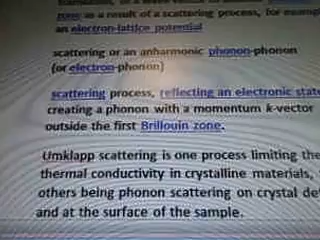 zone as a result of a scattering process, for examp
an electron-lattice potential
scattering or an anharmonic phonon-phonon
(or electron-phonon)
scattering process, reflecting an electronic state
creating a phonon with a momentum k-vector
outside the first Brillouin zone.
Umklapp scattering is one process limiting the
thermal conductivity in crystalline materials,
others being phonon scattering on crystal de
and at the surface of the sample.